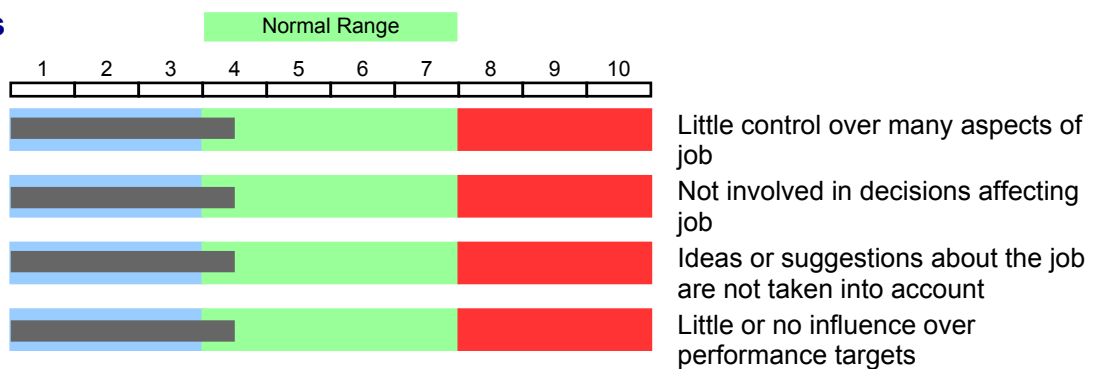 s
Normal Range
1 2 3 4 5 6 7 8 9 10
Little control over many aspects of
job
Not involved in decisions affecting
job
Ideas or suggestions about the job
are not taken into account
Little or no influence over
performance targets